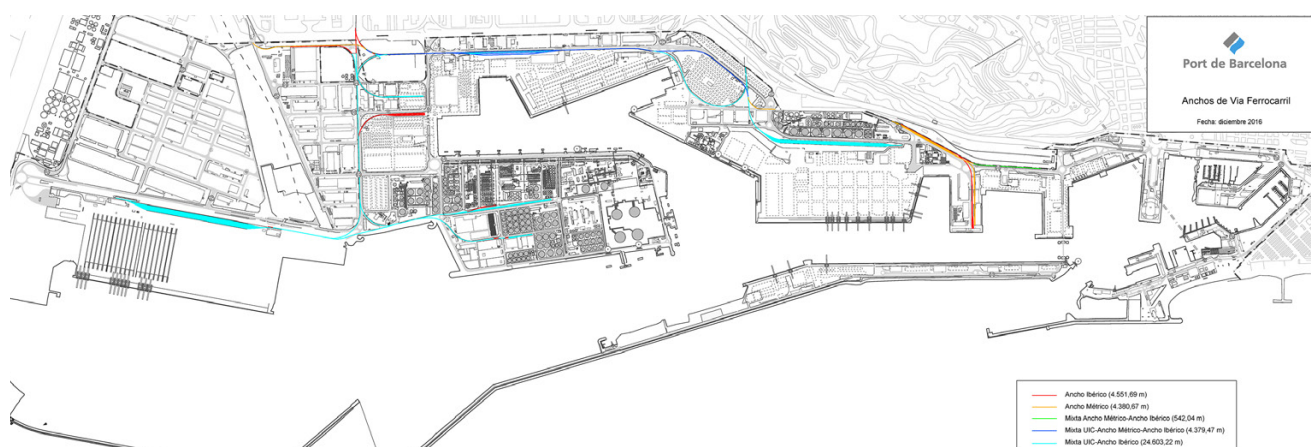 Port de Barcelona
Anchos de Via Ferrocarril
Fecha: diciembre 2016
Ancho Ibérico (4.551,69 m)
Ancho Métrico (4.380,67 m)
Mixta Ancho Métrico-Ancho Ibérico (542,04 m)
Mixta UIC-Ancho Métrico-Ancho Ibérico (4.379,47 m)
Mixta UIC-Ancho Ibérico (24.603,22 m)